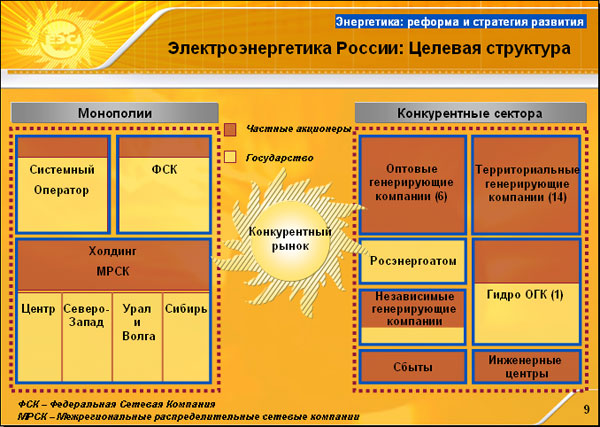 Энергетика: реформа и стратегия развития
Электроэнергетика России: Целевая структура
Монополии
Частные акционеры
Государство
Конкурентные сектора
Системный
Оператор
ФСК
Холдинг
МРСК
Центр
Северо-
Запад
Урал
и
Волга
Сибирь
Конкурентный
рынок
Оптовые
генерирующие
компании (6)
Территориальные
генерирующие
компании (14)
Росэнергоатом
Независимые
генерирующие
компании
Гидро ОГК (1)
Сбыты
Инженерные
центры
ФСК – Федеральная Сетевая Компания
МРСК – Межрегиональные распределительные сетевые компании
9